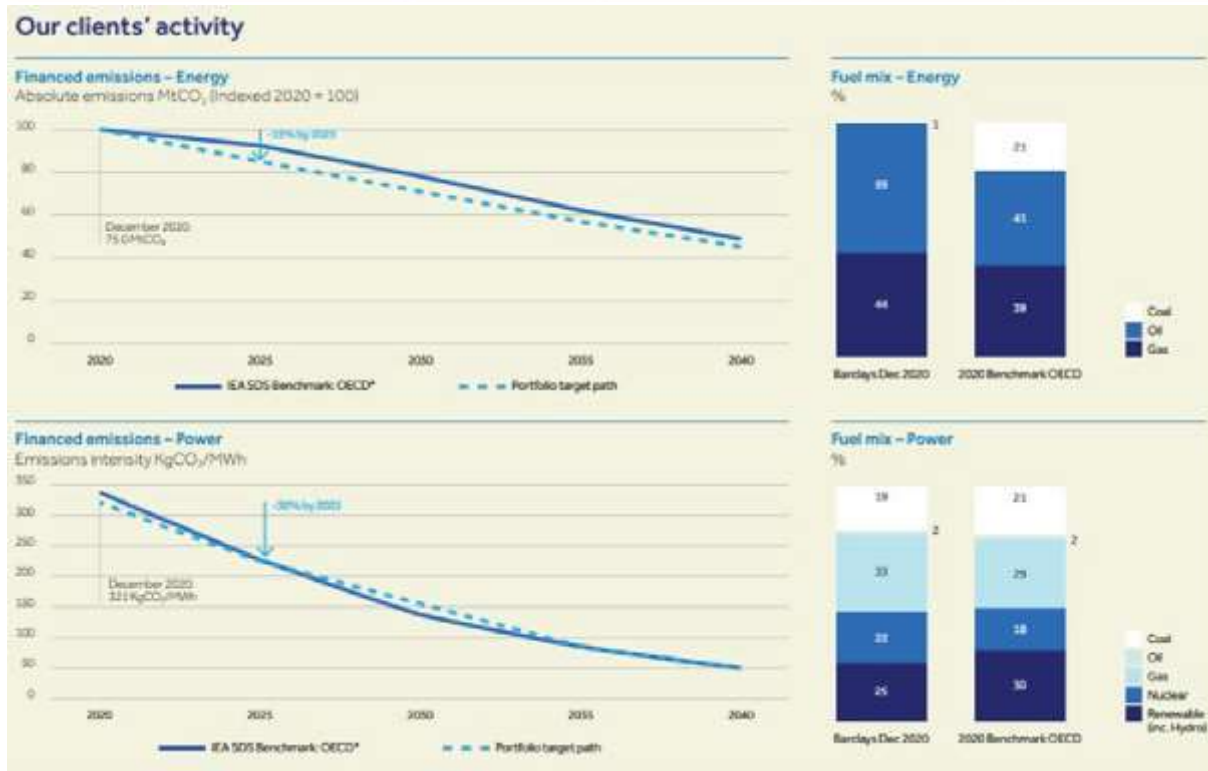 Our clients' activity
Financed emissions – Energy
Absolute emissions MtCO₂ (Indexed 2020 = 100)
100
80
60
40
20
0
December 2020:
75.0MtCO₂
2020
2025
2030
2035
2040
IEA SDS Benchmark: OECD*
Portfolio target path
Fuel mix – Energy
%
44
21
41
Barclays Dec 2020
2020 Benchmark OECD
Coal
Oil
Gas
Financed emissions – Power
Emissions intensity KgCO₂/MWh
350
300
250
200
150
100
50
0
December 2020:
321KgCO₂/MWh
2020
2025
2030
2035
2040
IEA SDS Benchmark: OECD*
Portfolio target path
Fuel mix – Power
%
19
2
33
22
25
21
2
29
18
30
Barclays Dec 2020
2020 Benchmark OECD
Coal
Oil
Gas
Nuclear
Renewable
(inc. Hydro)